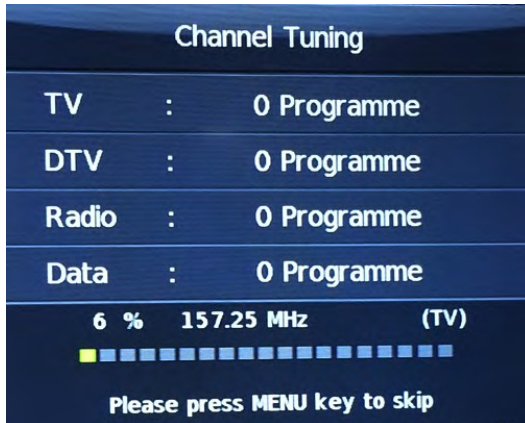 Channel Tuning
TV : 0 Programme
DTV : 0 Programme
Radio : 0 Programme
Data : 0 Programme
6 % 157.25 MHz (TV)
Please press MENU key to skip